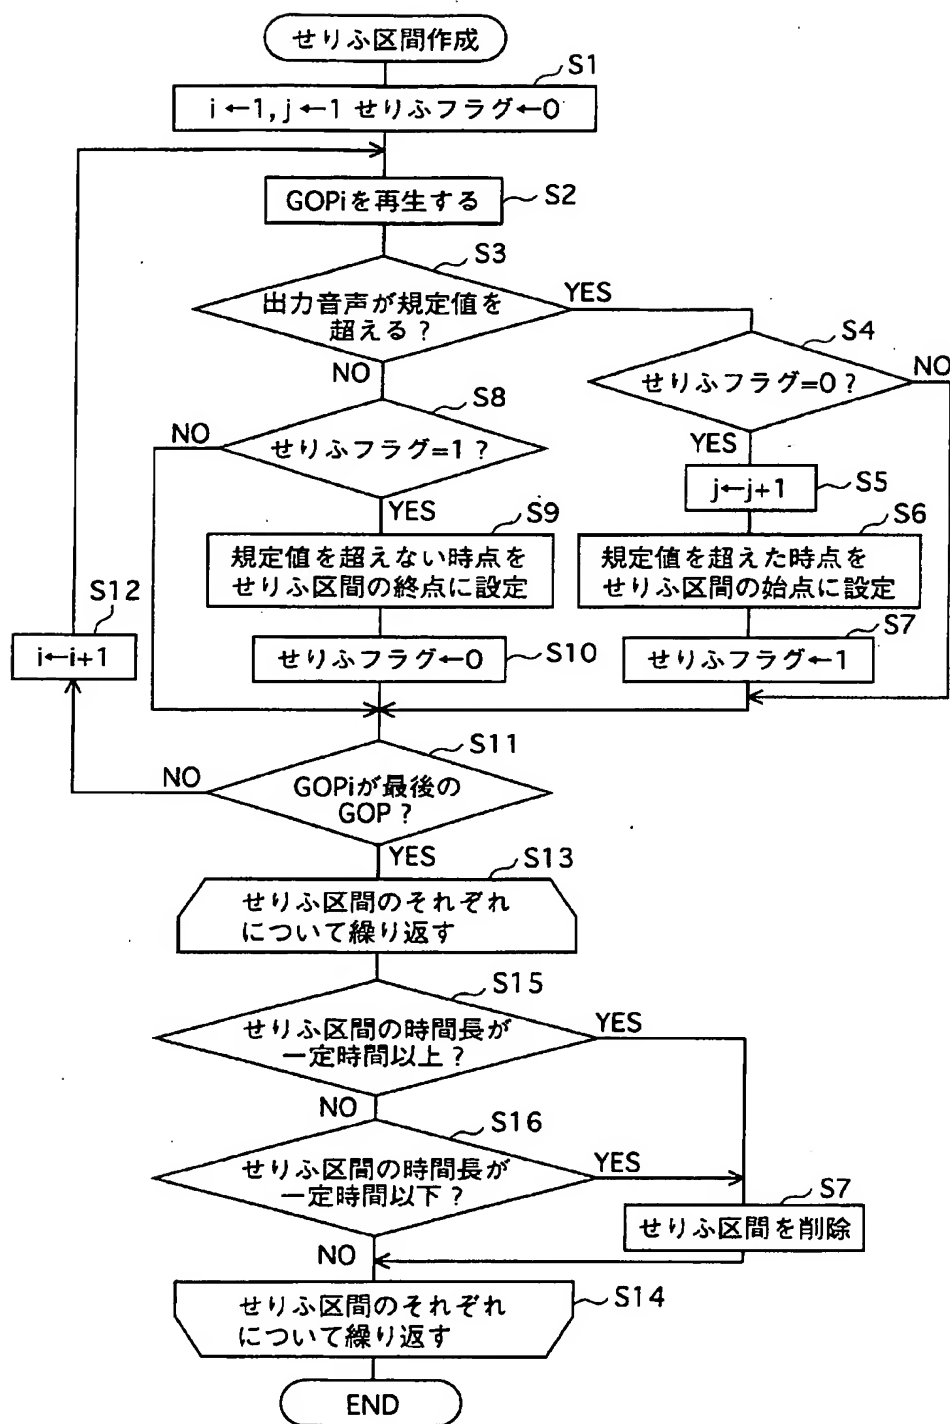 せりふ区間作成
S1
i←1, j←1 せりふフラグ←0
GOPiを再生する
S2
S3
出力音声が規定値を
超える?
YES
NO
S4
せりふフラグ=0?
NO
YES
S8
せりふフラグ=1?
NO
YES
j←j+1
S5
S9
規定値を超えない時点を
せりふ区間の終点に設定
S6
規定値を超えた時点を
せりふ区間の始点に設定
S12
i←i+1
せりふフラグ←0
S10
S7
せりふフラグ←1
S11
GOPiが最後の
GOP?
NO
YES
S13
せりふ区間のそれぞれ
について繰り返す
S15
せりふ区間の時間長が
一定時間以上?
YES
NO
S16
せりふ区間の時間長が
一定時間以下?
YES
NO
S7
せりふ区間を削除
せりふ区間のそれぞれ
について繰り返す
S14
END